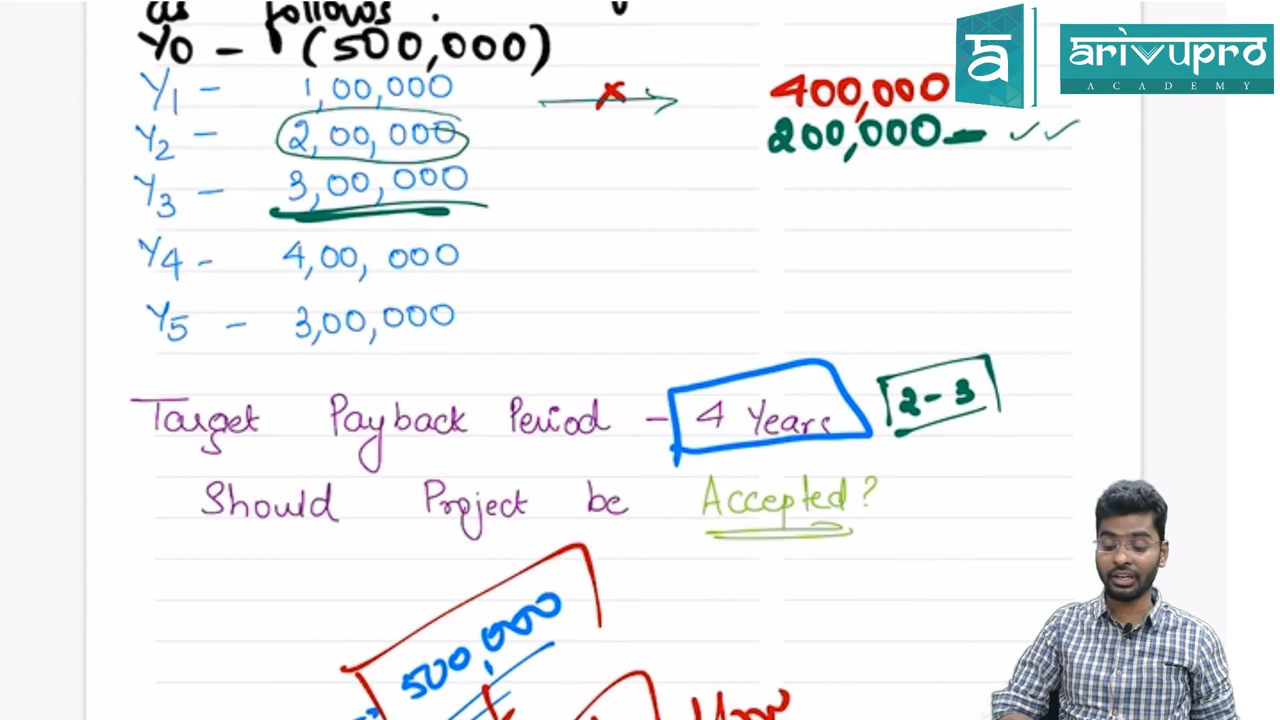 as follows.
Y0 - (500,000)
Y1 - 1,00,000 400,000
Y2 - 2,00,000 200,000
Y3 - 3,00,000
Y4 - 4,00,000
Y5 - 3,00,000
Target Payback Period - 4 Years 2-3
Should Project be Accepted?
500,000
arivupro
ACADEMY